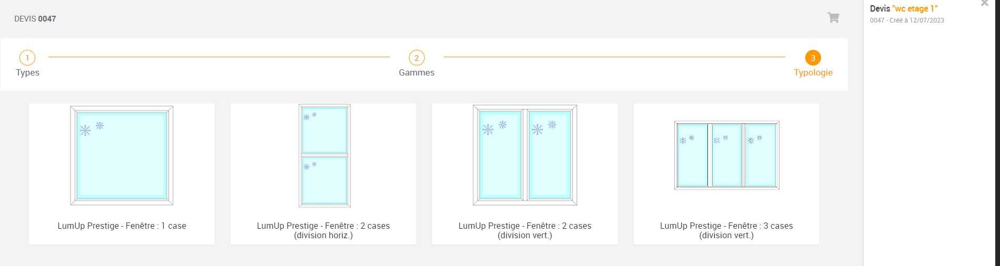 DEVIS 0047
1
Types
2
Gammes
3
Typologie
LumUp Prestige - Fenêtre : 1 case
LumUp Prestige - Fenêtre : 2 cases
(division horiz.)
LumUp Prestige - Fenêtre : 2 cases
(division vert.)
LumUp Prestige - Fenêtre : 3 cases
(division vert.)
Devis "wc etage 1"
0047 - Créé à 12/07/2023